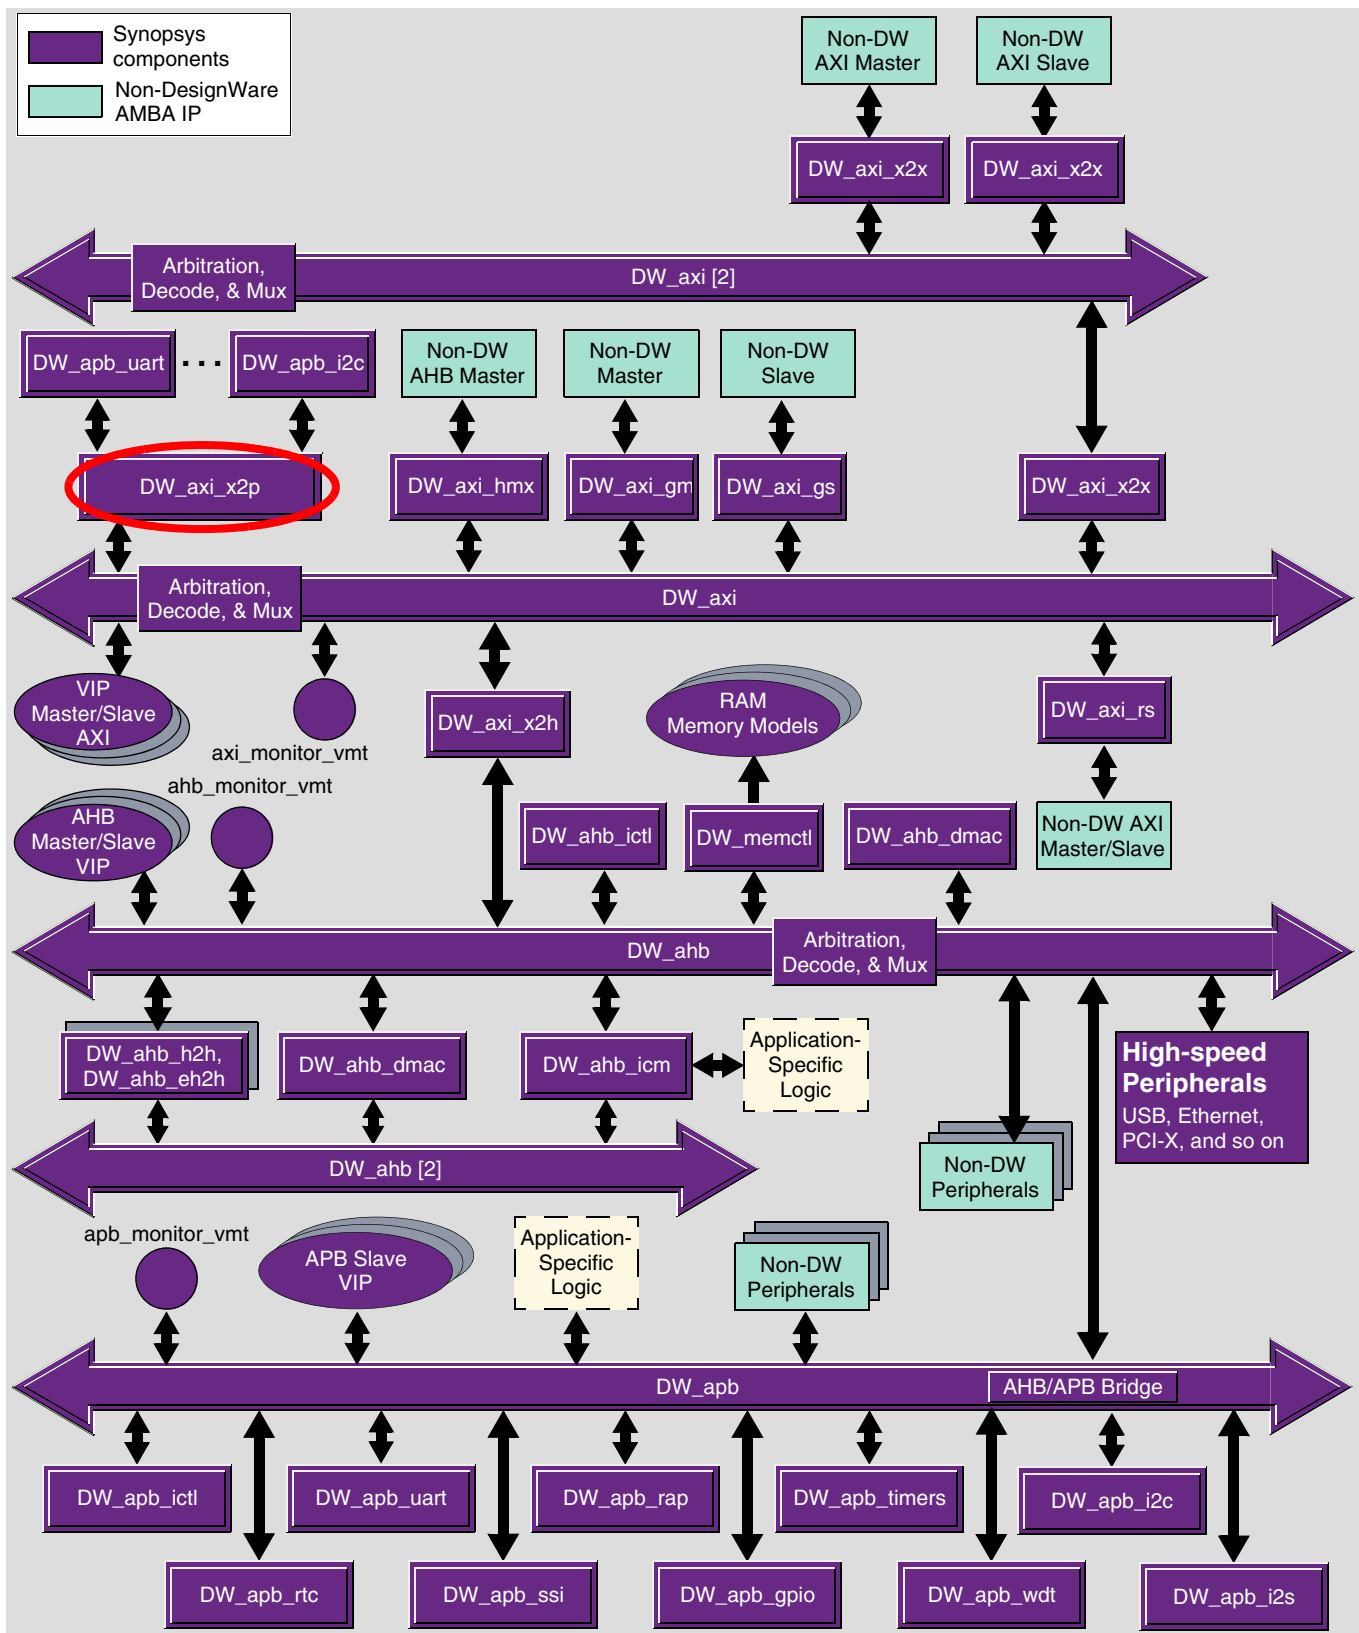 Synopsys
components
Non-DesignWare
AMBA IP
Non-DW
AXI Master
Non-DW
AXI Slave
DW_axi_x2x
DW_axi_x2x
Arbitration,
Decode, & Mux
DW_axi [2]
DW_apb_uart
. . .
DW_apb_i2c
Non-DW
AHB Master
Non-DW
Master
Non-DW
Slave
DW_axi_x2p
DW_axi_hmx
DW_axi_gm
DW_axi_gs
DW_axi_x2x
Arbitration,
Decode, & Mux
DW_axi
VIP
Master/Slave
AXI
axi_monitor_vmt
DW_axi_x2h
RAM
Memory Models
DW_axi_rs
ahb_monitor_vmt
AHB
Master/Slave
VIP
DW_ahb_ictl
DW_memctl
DW_ahb_dmac
Non-DW AXI
Master/Slave
DW_ahb
Arbitration,
Decode, & Mux
DW_ahb_h2h,
DW_ahb_eh2h
DW_ahb_dmac
DW_ahb_icm
Application-
Specific
Logic
High-speed
Peripherals
USB, Ethernet,
PCI-X, and so on
DW_ahb [2]
Non-DW
Peripherals
apb_monitor_vmt
APB Slave
VIP
Application-
Specific
Logic
Non-DW
Peripherals
DW_apb
AHB/APB Bridge
DW_apb_ictl
DW_apb_uart
DW_apb_rap
DW_apb_timers
DW_apb_i2c
DW_apb_rtc
DW_apb_ssi
DW_apb_gpio
DW_apb_wdt
DW_apb_i2s